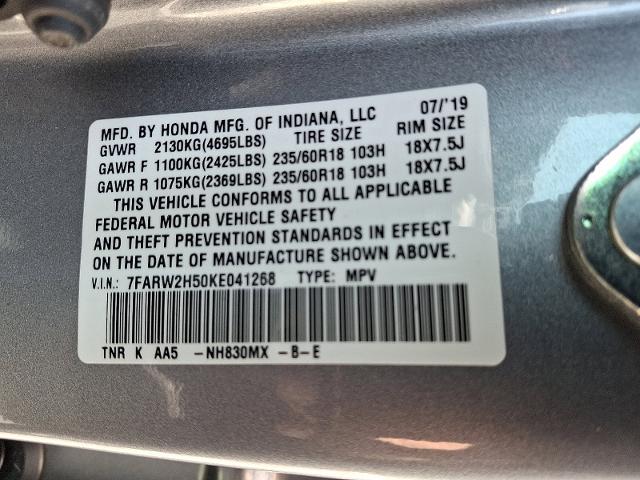 MFD. BY HONDA MFG. OF INDIANA, LLC 07/'19
GVWR 2130KG(4695LBS) TIRE SIZE RIM SIZE
GAWR F 1100KG(2425LBS) 235/60R18 103H 18X7.5J
GAWR R 1075KG(2369LBS) 235/60R18 103H 18X7.5J
THIS VEHICLE CONFORMS TO ALL APPLICABLE
FEDERAL MOTOR VEHICLE SAFETY
AND THEFT PREVENTION STANDARDS IN EFFECT
ON THE DATE OF MANUFACTURE SHOWN ABOVE.
V.I.N.: 7FARW2H50KE041268 TYPE: MPV
TNR K AA5 -NH830MX -B-E